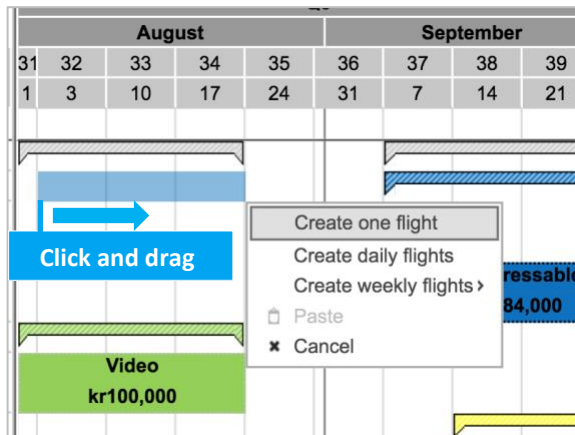 August September
31 32 33 34 35 36 37 38 39
1 3 10 17 24 31 7 14 21
Click and drag
Create one flight
Create daily flights
Create weekly flights ›
Paste
✖ Cancel
ressable
84,000
Video
kr100,000